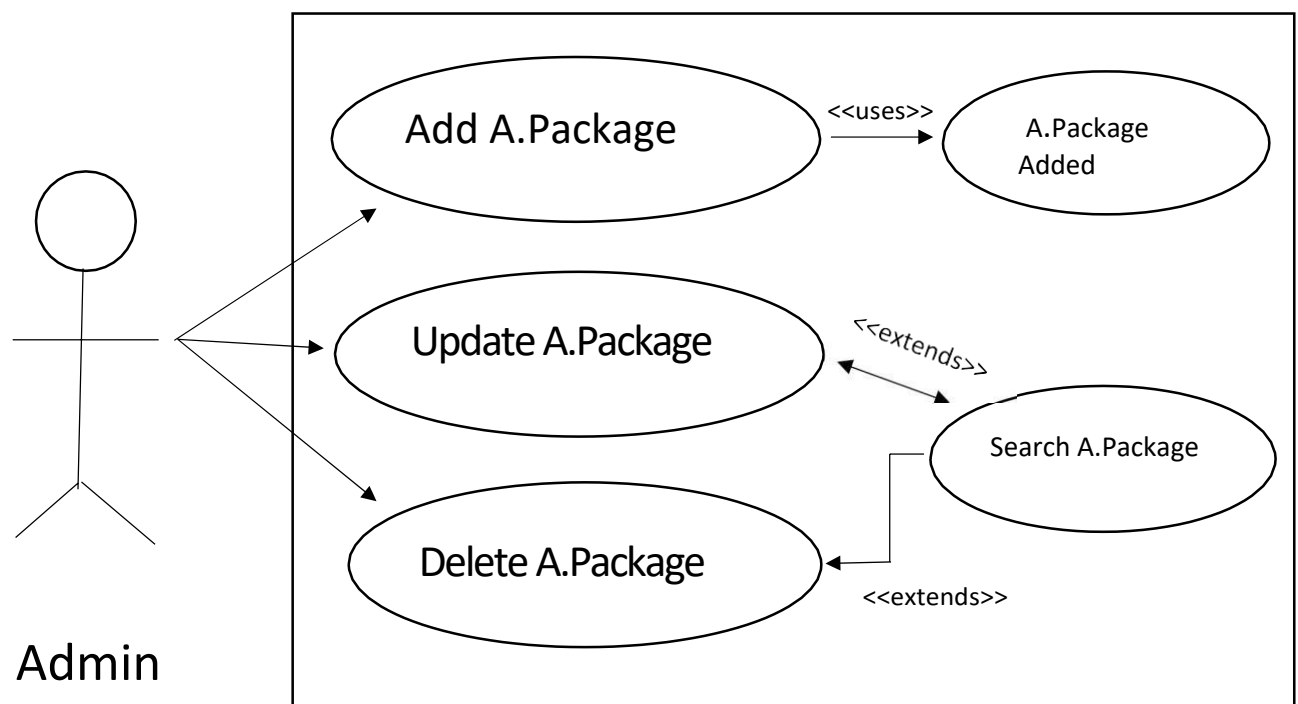 Add A.Package
<<uses>>
A.Package
Added
Update A.Package
<<extends>>
Search A.Package
Delete A.Package
<<extends>>
Admin